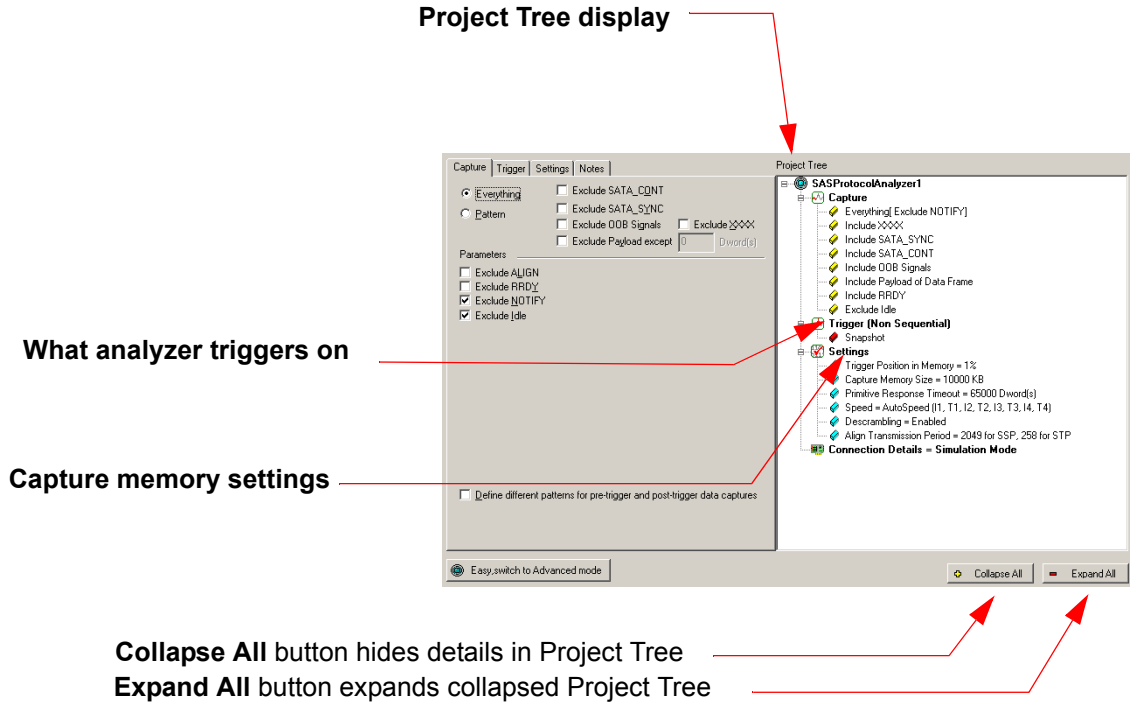 Project Tree display
Capture Trigger Settings Notes
Everything
Pattern
Exclude SATA_CONT
Exclude SATA_SYNC
Exclude OOB Signals Exclude XXXX
Exclude Payload except 0 Dword(s)
Parameters
Exclude ALIGN
Exclude RRDY
Exclude NOTIFY
Exclude Idle
Define different patterns for pre-trigger and post-trigger data captures
Easy,switch to Advanced mode
Project Tree
SASProtocolAnalyzer1
Capture
Everything[ Exclude NOTIFY]
Include XXXX
Include SATA_SYNC
Include SATA_CONT
Include OOB Signals
Include Payload of Data Frame
Include RRDY
Exclude Idle
Trigger (Non Sequential)
Snapshot
Settings
Trigger Position in Memory = 1%
Capture Memory Size = 10000 KB
Primitive Response Timeout = 65000 Dword(s)
Speed = AutoSpeed (I1, T1, I2, T2, I3, T3, I4, T4)
Descrambling = Enabled
Align Transmission Period = 2049 for SSP, 258 for STP
Connection Details = Simulation Mode
Collapse All Expand All
What analyzer triggers on
Capture memory settings
Collapse All button hides details in Project Tree
Expand All button expands collapsed Project Tree